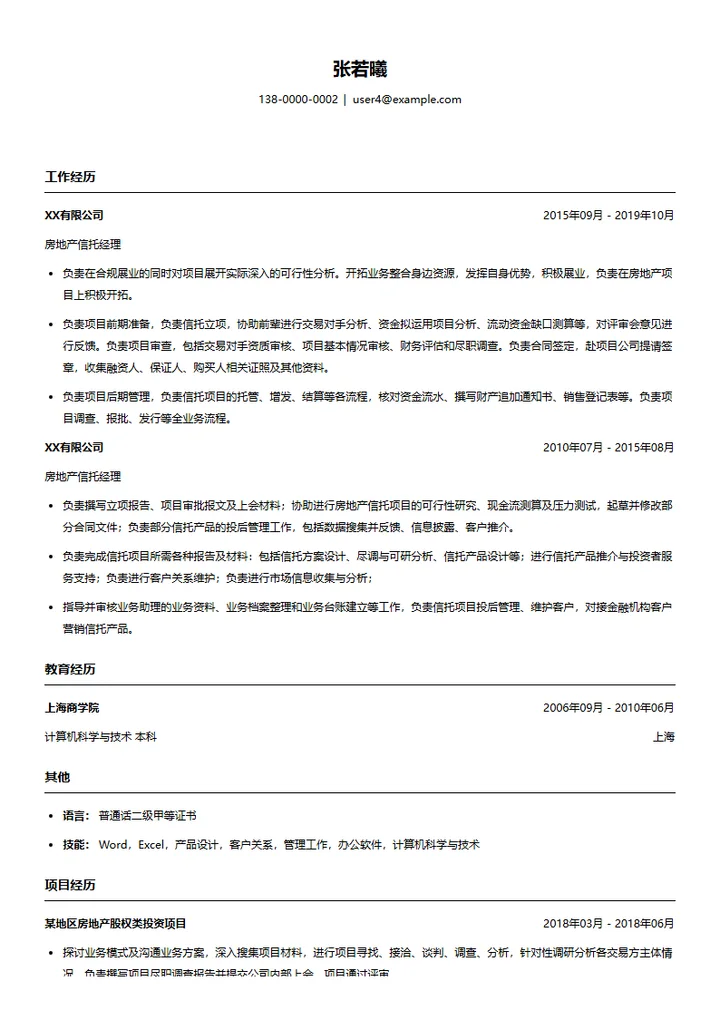 张若曦
138-0000-0002 | user4@example.com
工作经历
XX有限公司 2015年09月 - 2019年10月
房地产信托经理
• 负责在合规展业的同时对项目展开实际深入的可行性分析。开拓业务整合身边资源，发挥自身优势，积极展业，负责在房地产项
目上积极开拓。
• 负责项目前期准备，负责信托立项，协助前辈进行交易对手分析、资金拟运用项目分析、流动资金缺口测算等，对评审会意见进
行反馈。负责项目审查，包括交易对手资质审核、项目基本情况审核、财务评估和尽职调查。负责合同签定，赴项目公司提请签
章，收集融资人、保证人、购买人相关证照及其他资料。
• 负责项目后期管理，负责信托项目的托管、增发、结算等各流程，核对资金流水、撰写财产追加通知书、销售登记表等。负责项
目调查、报批、发行等全业务流程。
XX有限公司 2010年07月 - 2015年08月
房地产信托经理
• 负责撰写立项报告、项目审批报文及上会材料；协助进行房地产信托项目的可行性研究、现金流测算及压力测试，起草并修改部
分合同文件；负责部分信托产品的投后管理工作，包括数据搜集并反馈、信息披露、客户推介。
• 负责完成信托项目所需各种报告及材料：包括信托方案设计、尽调与可研分析、信托产品设计等；进行信托产品推介与投资者服
务支持；负责进行客户关系维护；负责进行市场信息收集与分析；
• 指导并审核业务助理的业务资料、业务档案整理和业务台账建立等工作，负责信托项目投后管理、维护客户，对接金融机构客户
营销信托产品。
教育经历
上海商学院 2006年09月 - 2010年06月
计算机科学与技术 本科 上海
其他
• 语言： 普通话二级甲等证书
• 技能： Word，Excel，产品设计，客户关系，管理工作，办公软件，计算机科学与技术
项目经历
某地区房地产股权类投资项目 2018年03月 - 2018年06月
• 探讨业务模式及沟通业务方案，深入搜集项目材料，进行项目寻找、接洽、谈判、调查、分析，针对性调研分析各交易方主体情
况，负责撰写项目尽职调查报告并提交公司内部上会，项目通过评审